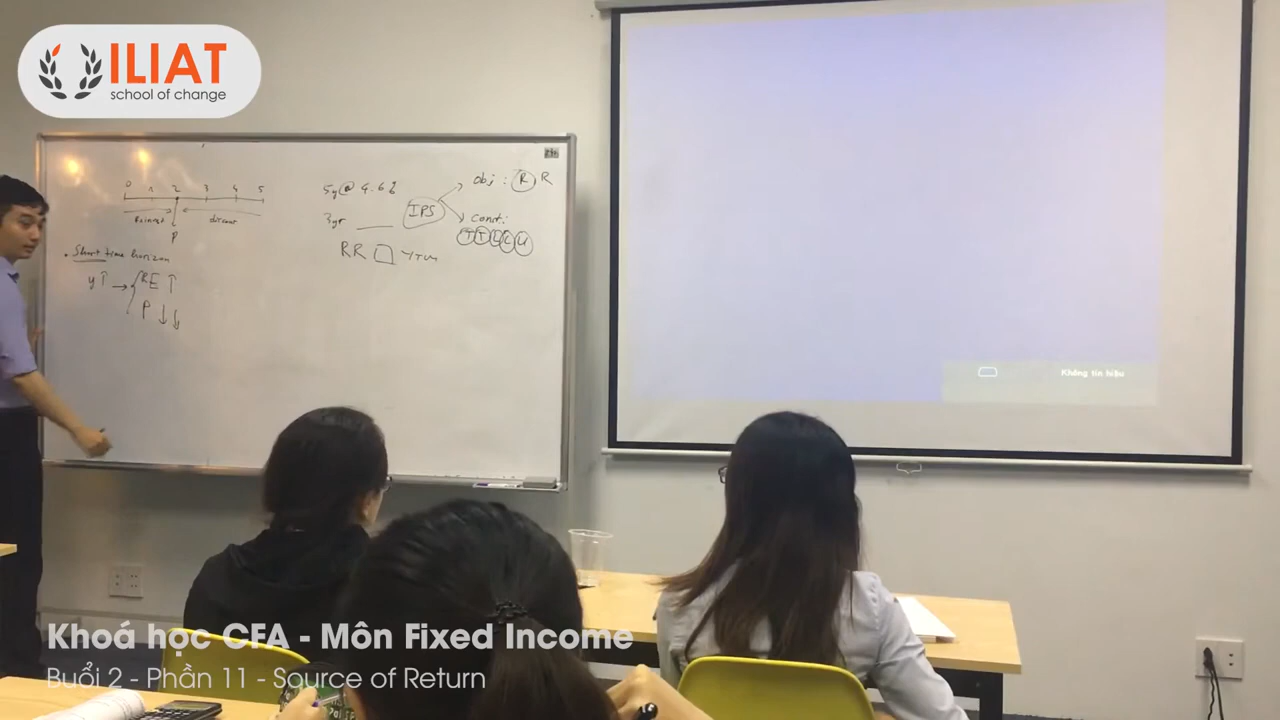 ILIAT
school of change
0 1 2 3 4 5
Reinvest discount
P
• Short time horizon
y↑ → RE ↑
P ↓↓
5y@ 4.6%
3yr
RR YTM
IPS
obj : R R
const:
T T L L U
Không tín hiệu
Khoá học CFA - Môn Fixed Income
Buổi 2 - Phần 11 - Source of Return